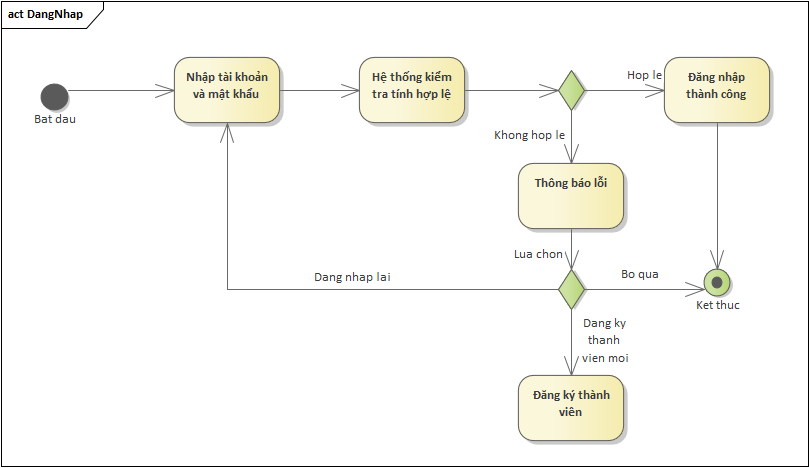 act DangNhap
Bat dau
Nhập tài khoản
và mật khẩu
Hệ thống kiểm
tra tính hợp lệ
Hop le
Đăng nhập
thành công
Khong hop le
Thông báo lỗi
Lua chon
Dang nhap lai
Bo qua
Ket thuc
Dang ky
thanh
vien moi
Đăng ký thành
viên